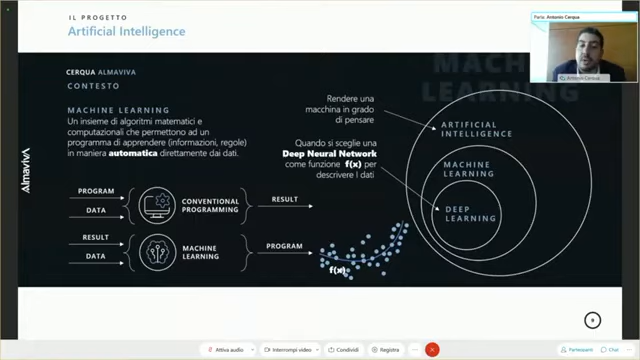 IL PROGETTO
Artificial Intelligence
Parla: Antonio Cerqua
Antonio Cerqua
MACHINE
LEARNING
CERQUA ALMAVIVA
CONTESTO
MACHINE LEARNING
Un insieme di algoritmi matematici e
computazionali che permettono ad un
programma di apprendere (informazioni, regole)
in maniera automatica direttamente dai dati.
Rendere una
macchina in grado
di pensare
Quando si sceglie una
Deep Neural Network
come funzione f(x) per
descrivere I dati
ARTIFICIAL
INTELLIGENCE
MACHINE
LEARNING
DEEP
LEARNING
AlmavivA
PROGRAM
DATA
CONVENTIONAL
PROGRAMMING
RESULT
RESULT
DATA
MACHINE
LEARNING
PROGRAM
f(x)
9
Attiva audio
Interrompi video
Condividi
Registra
Partecipanti
Chat